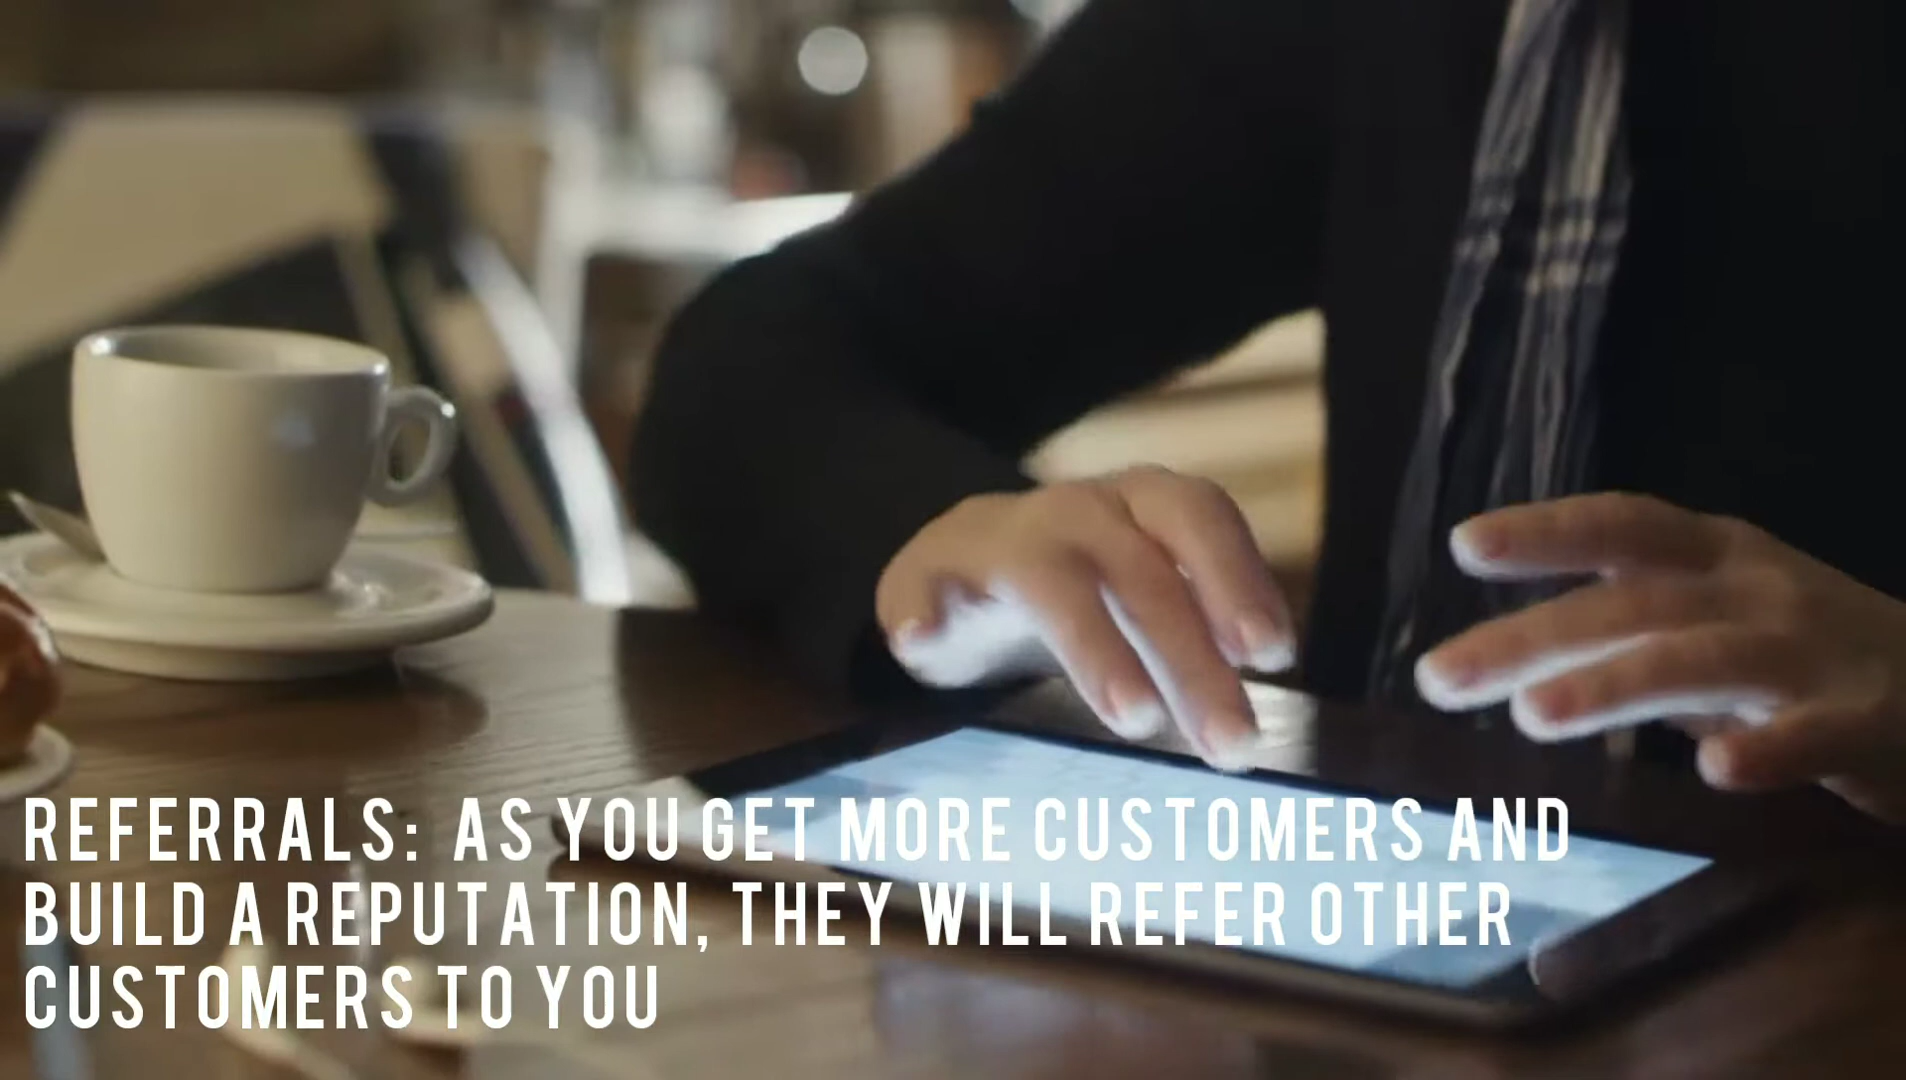 REFERRALS: AS YOU GET MORE CUSTOMERS AND
BUILD A REPUTATION, THEY WILL REFER OTHER
CUSTOMERS TO YOU